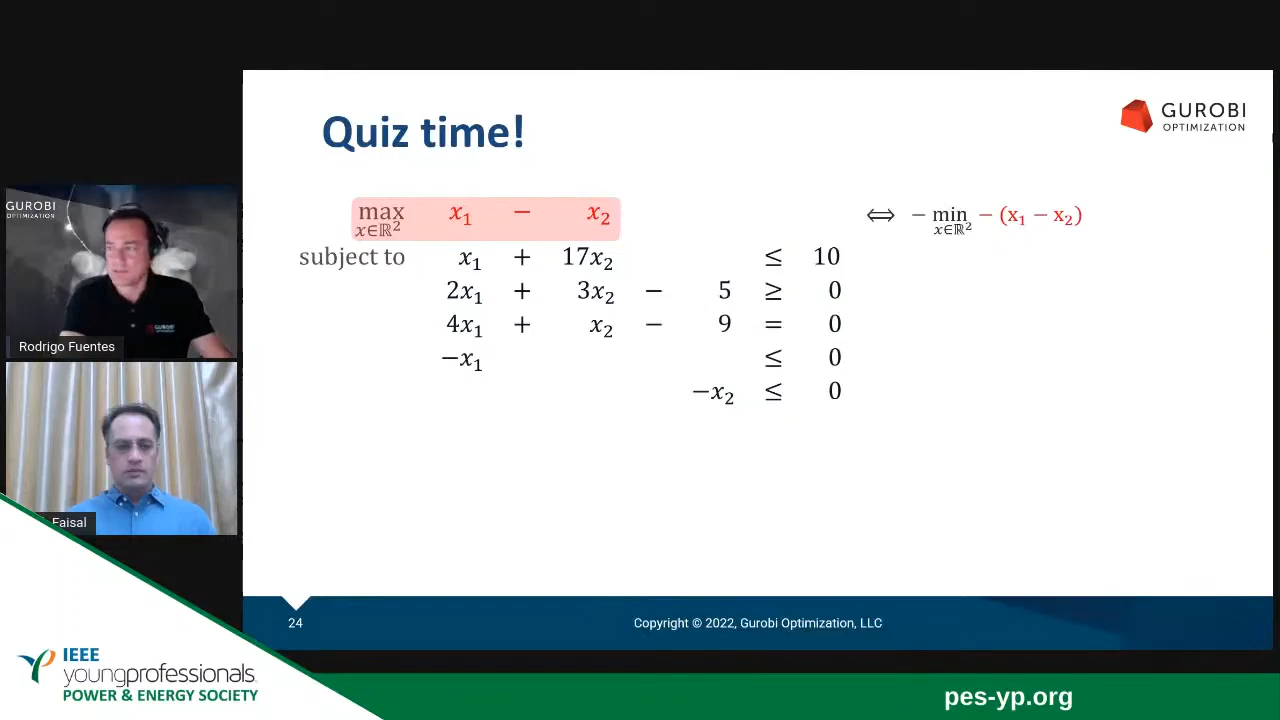 Quiz time!
GUROBI
OPTIMIZATION
max x₁ − x₂ ⟺ − min − (x₁ − x₂)
x∈ℝ² x∈ℝ²
subject to x₁ + 17x₂ ≤ 10
2x₁ + 3x₂ − 5 ≥ 0
4x₁ + x₂ − 9 = 0
−x₁ ≤ 0
−x₂ ≤ 0
GUROBI
OPTIMIZATION
Rodrigo Fuentes
Faisal
24
Copyright © 2022, Gurobi Optimization, LLC
IEEE
youngprofessionals
POWER & ENERGY SOCIETY
pes-yp.org